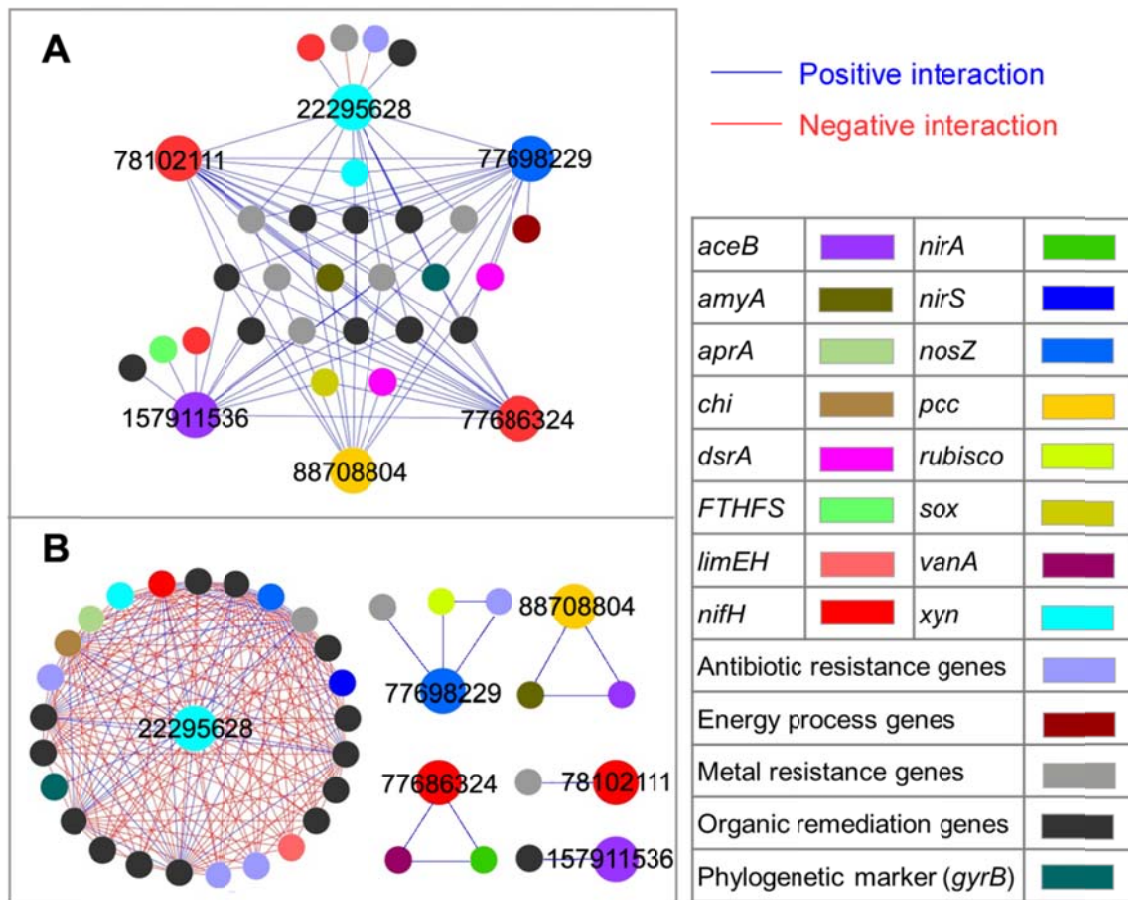 A
22295628
78102111
77698229
157911536
77686324
88708804
B
22295628
77698229
88708804
77686324
78102111
157911536
Positive interaction
Negative interaction
aceB nirA
amyA nirS
aprA nosZ
chi pcc
dsrA rubisco
FTHFS sox
limEH vanA
nifH xyn
Antibiotic resistance genes
Energy process genes
Metal resistance genes
Organic remediation genes
Phylogenetic marker (gyrB)